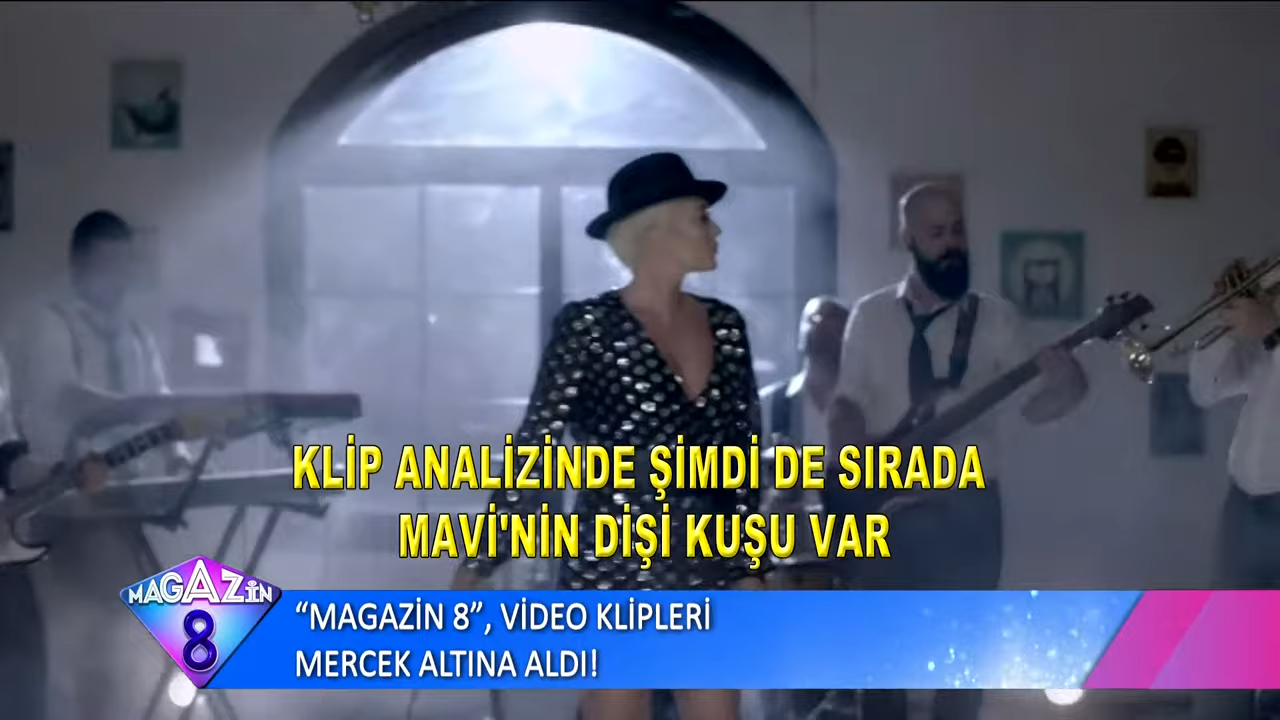 KLİP ANALİZİNDE ŞİMDİ DE SIRADA
MAVİ'NİN DİŞİ KUŞU VAR
MAGAZİN
8
“MAGAZİN 8”, VİDEO KLİPLERİ
MERCEK ALTINA ALDI!